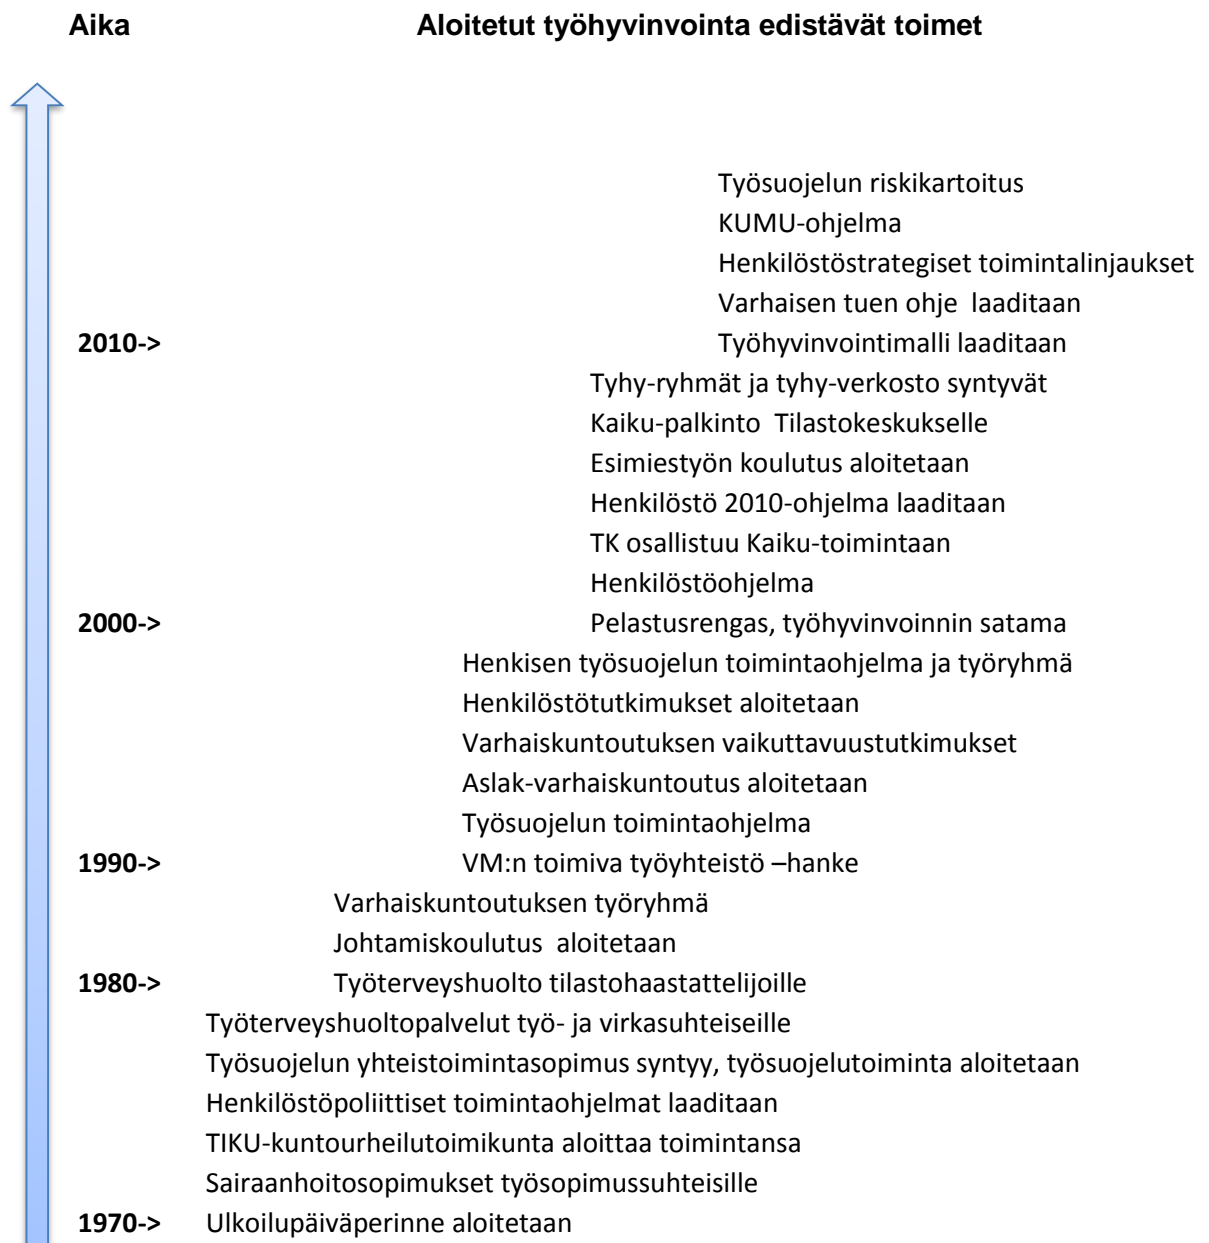 Aika Aloitetut työhyvinvointa edistävät toimet
Työsuojelun riskikartoitus
KUMU-ohjelma
Henkilöstöstrategiset toimintalinjaukset
Varhaisen tuen ohje laaditaan
2010-> Työhyvinvointimalli laaditaan
Tyhy-ryhmät ja tyhy-verkosto syntyvät
Kaiku-palkinto Tilastokeskukselle
Esimiestyön koulutus aloitetaan
Henkilöstö 2010-ohjelma laaditaan
TK osallistuu Kaiku-toimintaan
Henkilöstöohjelma
2000-> Pelastusrengas, työhyvinvoinnin satama
Henkisen työsuojelun toimintaohjelma ja työryhmä
Henkilöstötutkimukset aloitetaan
Varhaiskuntoutuksen vaikuttavuustutkimukset
Aslak-varhaiskuntoutus aloitetaan
Työsuojelun toimintaohjelma
1990-> VM:n toimiva työyhteistö –hanke
Varhaiskuntoutuksen työryhmä
Johtamiskoulutus aloitetaan
1980-> Työterveyshuolto tilastohaastattelijoille
Työterveyshuoltopalvelut työ- ja virkasuhteiseille
Työsuojelun yhteistoimintasopimus syntyy, työsuojelutoiminta aloitetaan
Henkilöstöpoliittiset toimintaohjelmat laaditaan
TIKU-kuntourheilutoimikunta aloittaa toimintansa
Sairaanhoitosopimukset työsopimussuhteisille
1970-> Ulkoilupäiväperinne aloitetaan